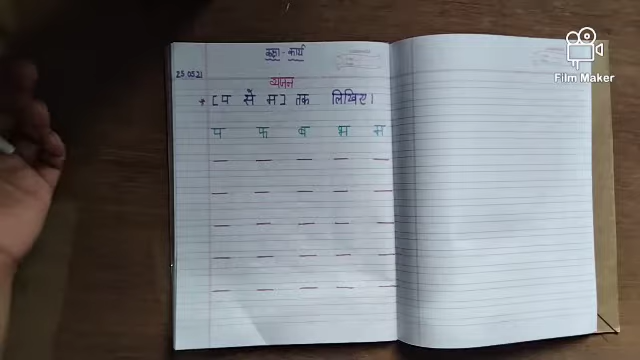 कक्षा - कार्य
25.05.21
व्यंजन
* [प से म] तक लिखिए।
प फ ब भ म
Film Maker